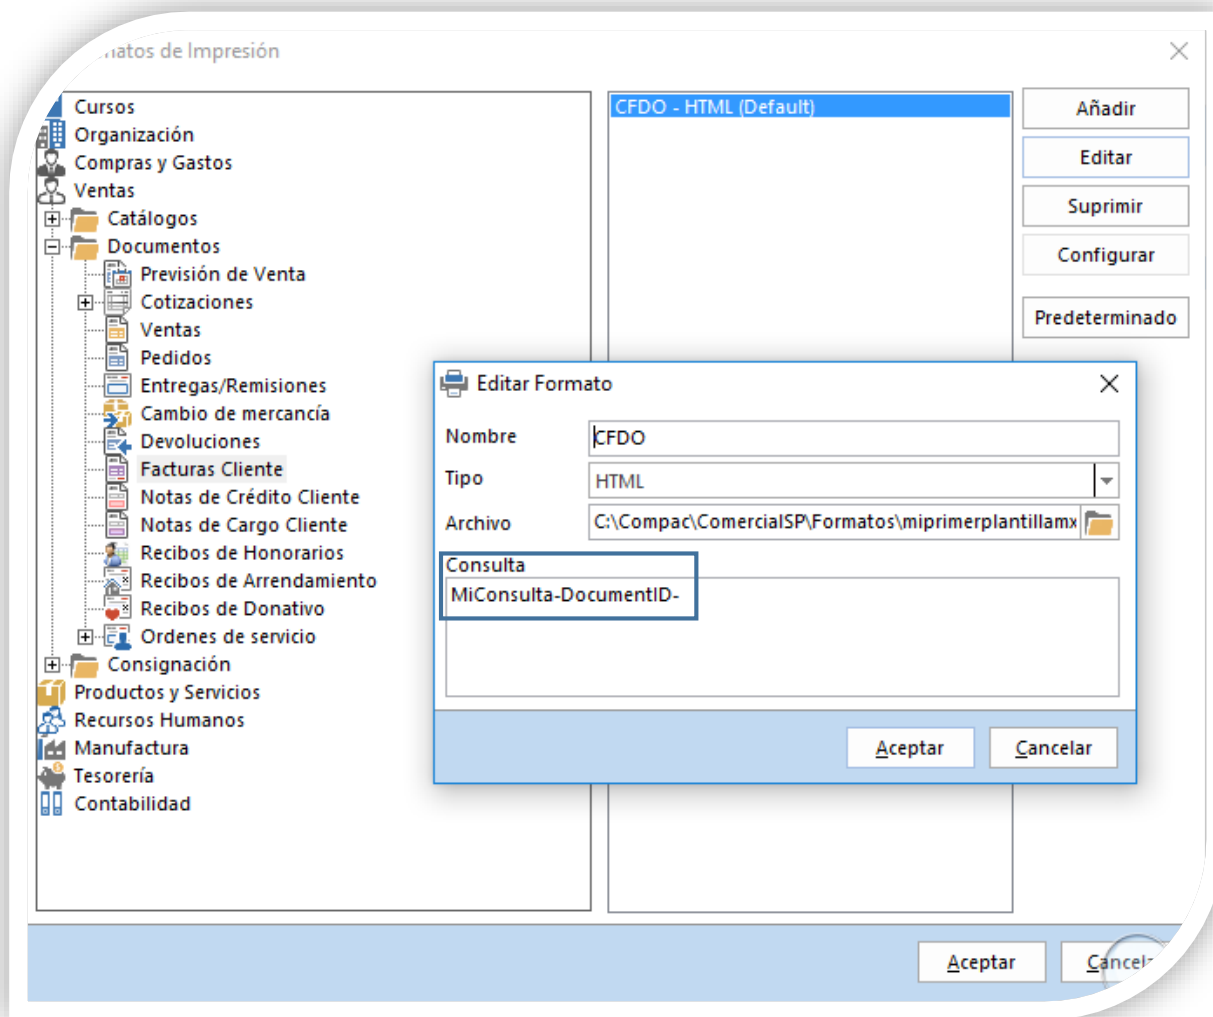 matos de Impresión
Cursos
Organización
Compras y Gastos
Ventas
Catálogos
Documentos
Previsión de Venta
Cotizaciones
Ventas
Pedidos
Entregas/Remisiones
Cambio de mercancía
Devoluciones
Facturas Cliente
Notas de Crédito Cliente
Notas de Cargo Cliente
Recibos de Honorarios
Recibos de Arrendamiento
Recibos de Donativo
Ordenes de servicio
Consignación
Productos y Servicios
Recursos Humanos
Manufactura
Tesorería
Contabilidad
CFDO - HTML (Default)
Añadir
Editar
Suprimir
Configurar
Predeterminado
Editar Formato
Nombre CFDO
Tipo HTML
Archivo C:\Compac\ComercialSP\Formatos\miprimerplantillamx
Consulta
MiConsulta-DocumentID-
Aceptar Cancelar
Aceptar Cancela